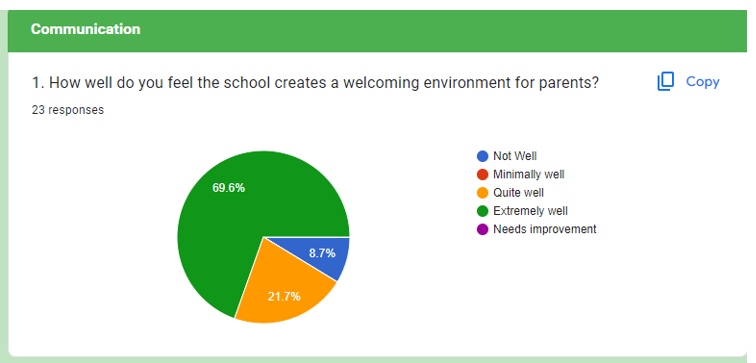 Communication
1. How well do you feel the school creates a welcoming environment for parents?
Copy
23 responses
69.6%
8.7%
21.7%
Not Well
Minimally well
Quite well
Extremely well
Needs improvement